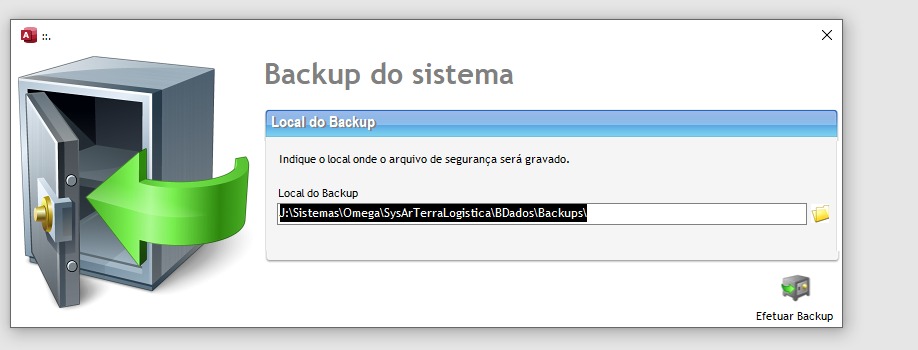 ::.
Backup do sistema
Local do Backup
Indique o local onde o arquivo de segurança será gravado.
Local do Backup
J:\Sistemas\Omega\SysArTerraLogistica\BDados\Backups\
Efetuar Backup